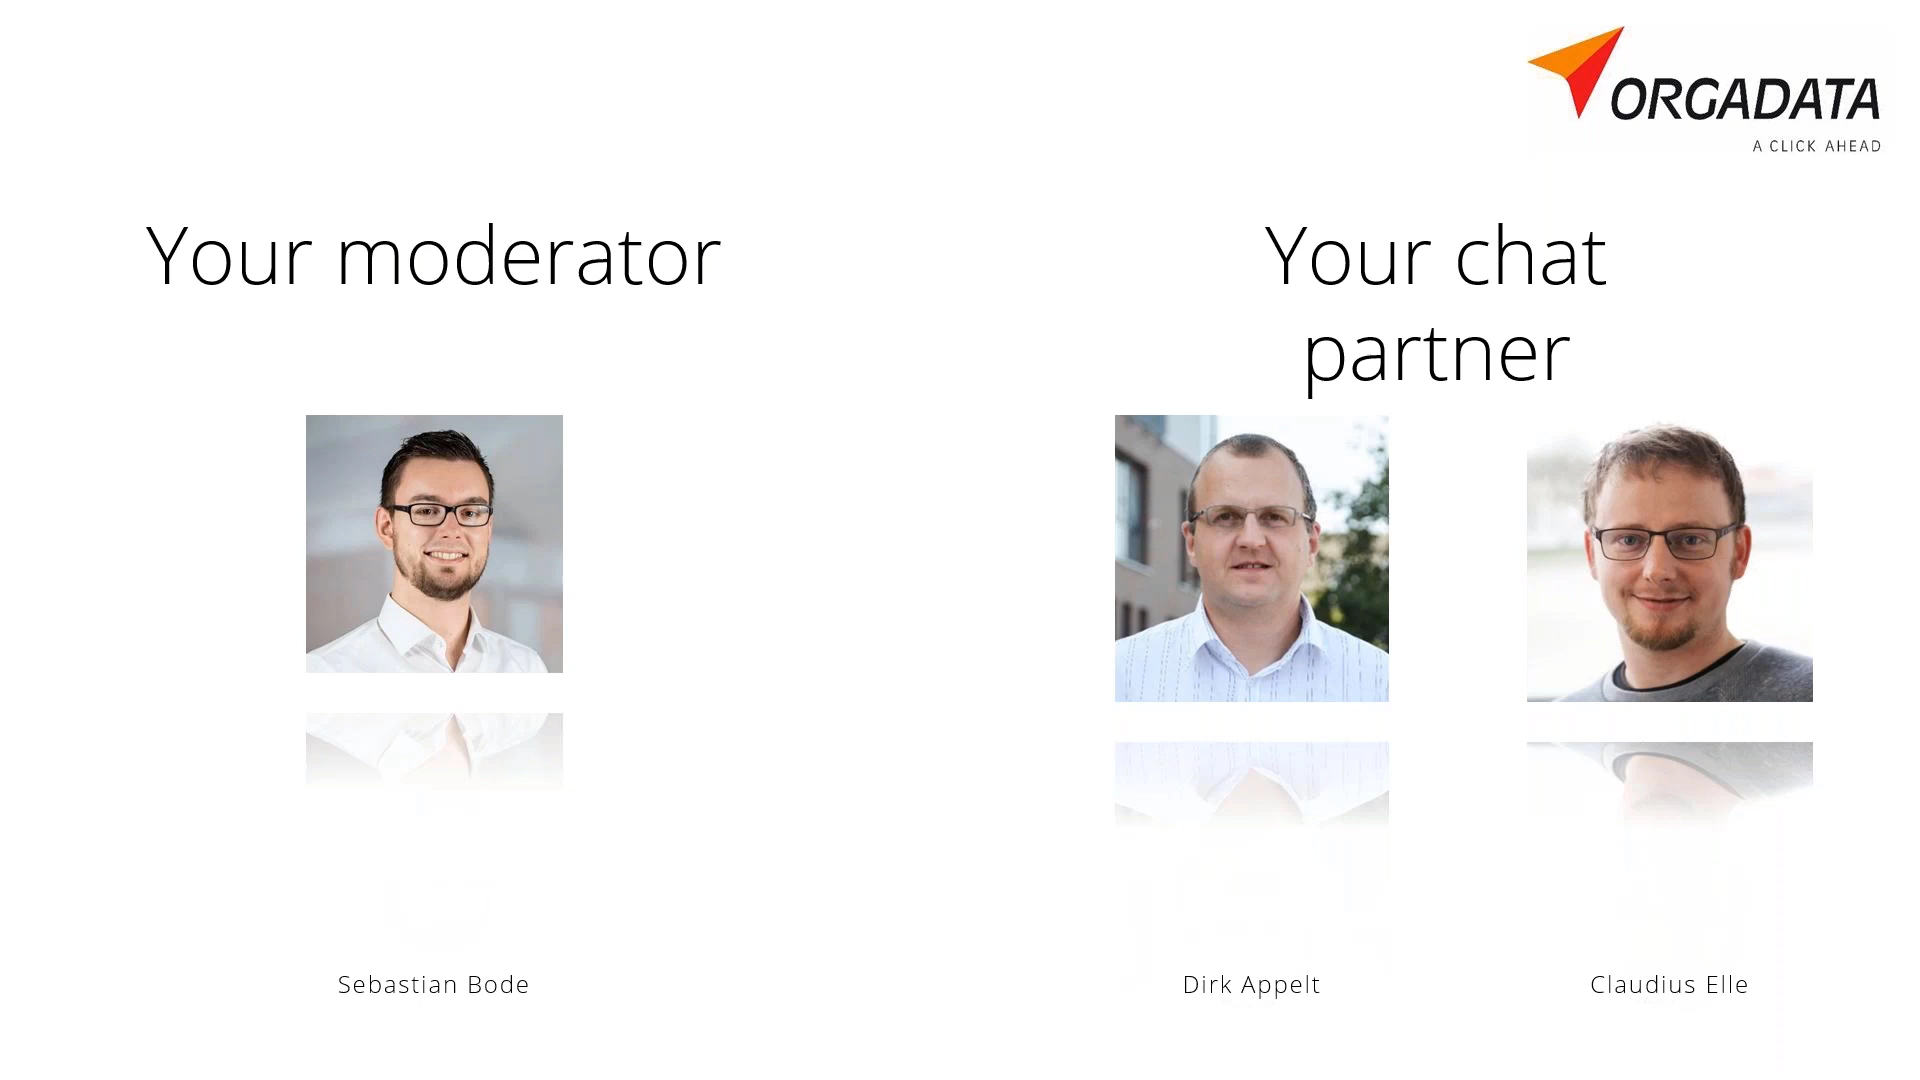 ORGADATA
A CLICK AHEAD
Your moderator
Your chat
partner
Sebastian Bode
Dirk Appelt
Claudius Elle